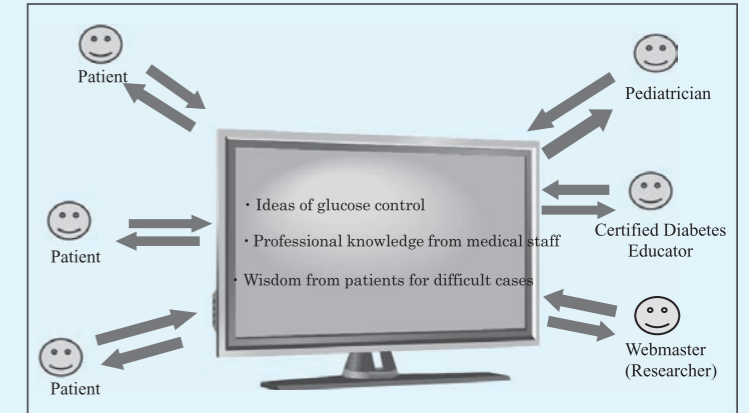 Patient
Pediatrician
・Ideas of glucose control
・Professional knowledge from medical staff
・Wisdom from patients for difficult cases
Patient
Certified Diabetes
Educator
Patient
Webmaster
(Researcher)